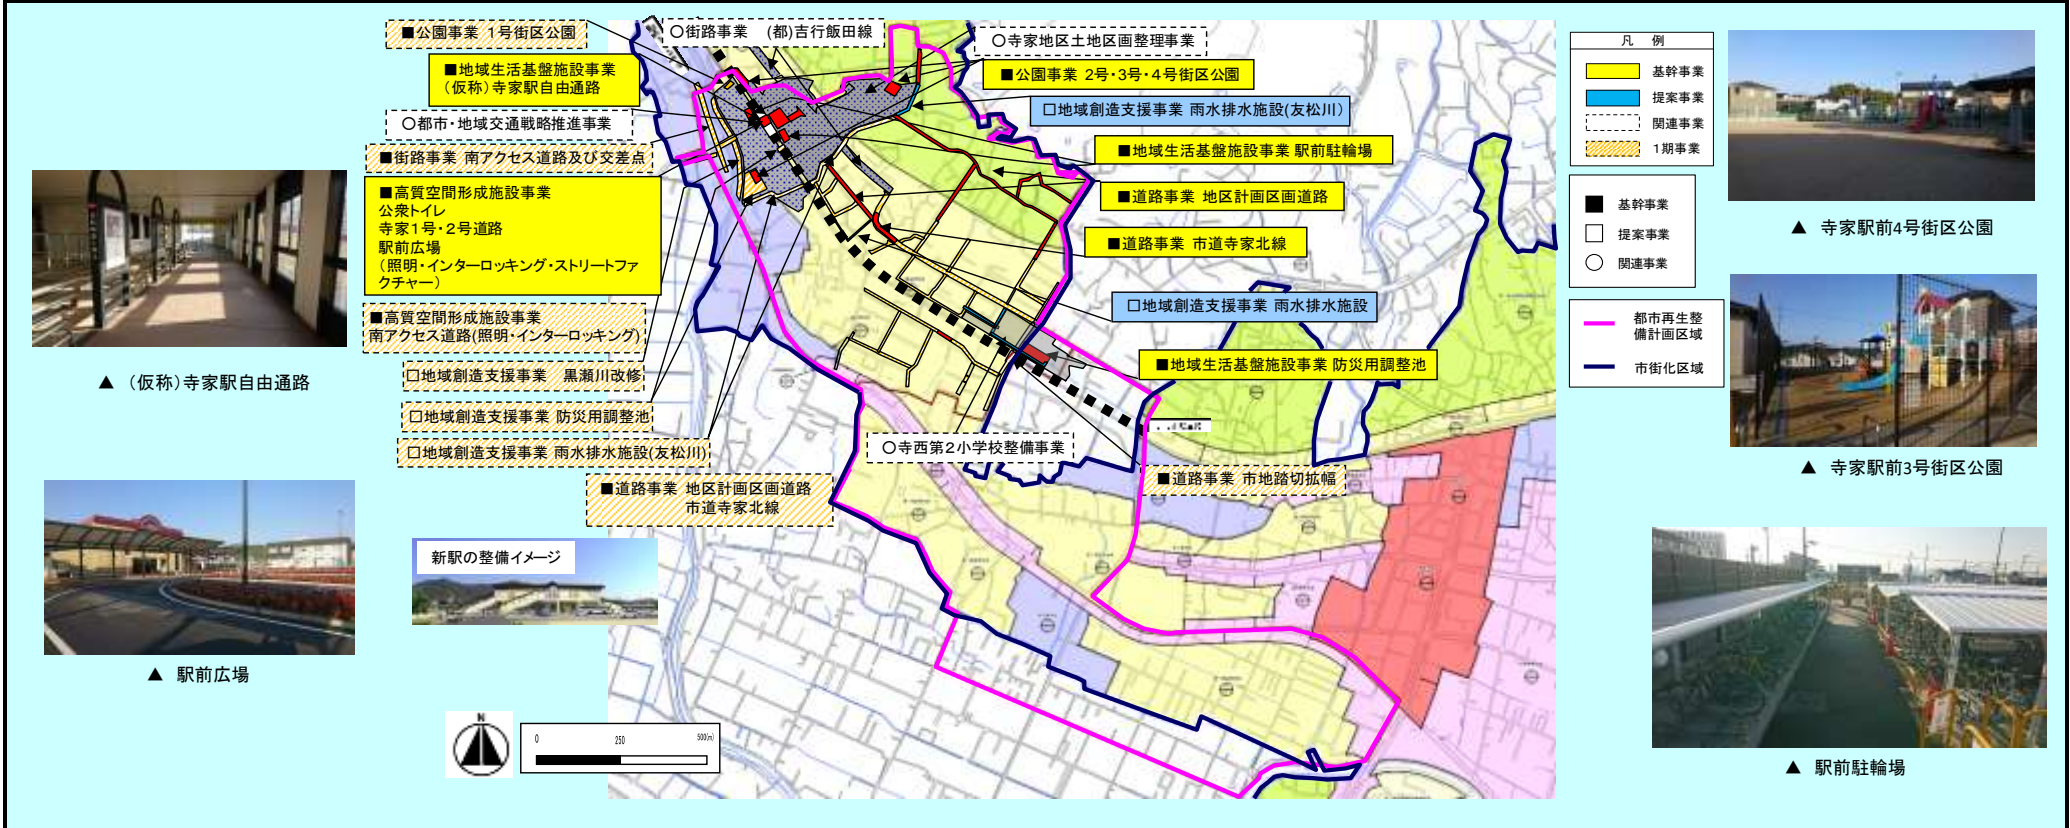 ■公園事業 1号街区公園
■地域生活基盤施設事業
（仮称）寺家駅自由通路
○都市・地域交通戦略推進事業
■街路事業 南アクセス道路及び交差点
■高質空間形成施設事業
公衆トイレ
寺家1号・2号道路
駅前広場
（照明・インターロッキング・ストリートファ
クチャー）
■高質空間形成施設事業
南アクセス道路(照明・インターロッキング)
□地域創造支援事業　黒瀬川改修
□地域創造支援事業 防災用調整池
□地域創造支援事業 雨水排水施設(友松川)
■道路事業 地区計画区画道路
市道寺家北線
○街路事業　(都)吉行飯田線
○寺家地区土地区画整理事業
■公園事業 2号・3号・4号街区公園
□地域創造支援事業 雨水排水施設(友松川）
■地域生活基盤施設事業 駅前駐輪場
■道路事業 地区計画区画道路
■道路事業 市道寺家北線
□地域創造支援事業 雨水排水施設
■地域生活基盤施設事業 防災用調整池
○寺西第2小学校整備事業
■道路事業 市地踏切拡幅
▲ （仮称）寺家駅自由通路
▲ 駅前広場
新駅の整備イメージ
N
0 250 500(m)
凡 例
基幹事業
提案事業
関連事業
1期事業
■ 基幹事業
□ 提案事業
○ 関連事業
都市再生整
備計画区域
市街化区域
▲ 寺家駅前4号街区公園
▲ 寺家駅前3号街区公園
▲ 駅前駐輪場